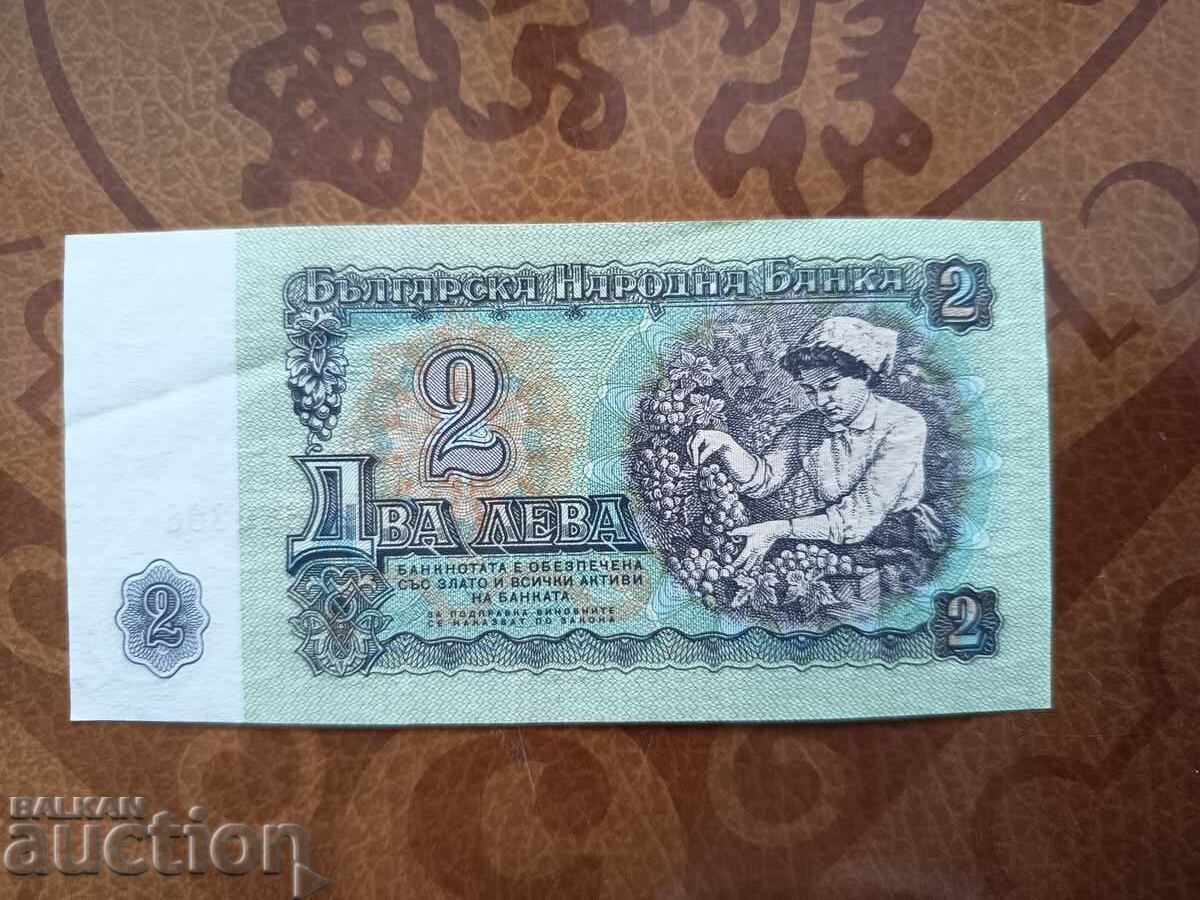 Българска Народна Банка
2
2
Два лева
Банкнотата е обезпечена
със злато и всички активи
на банката
За подправка виновните
се наказват по закона
2
2
BALKAN
auction